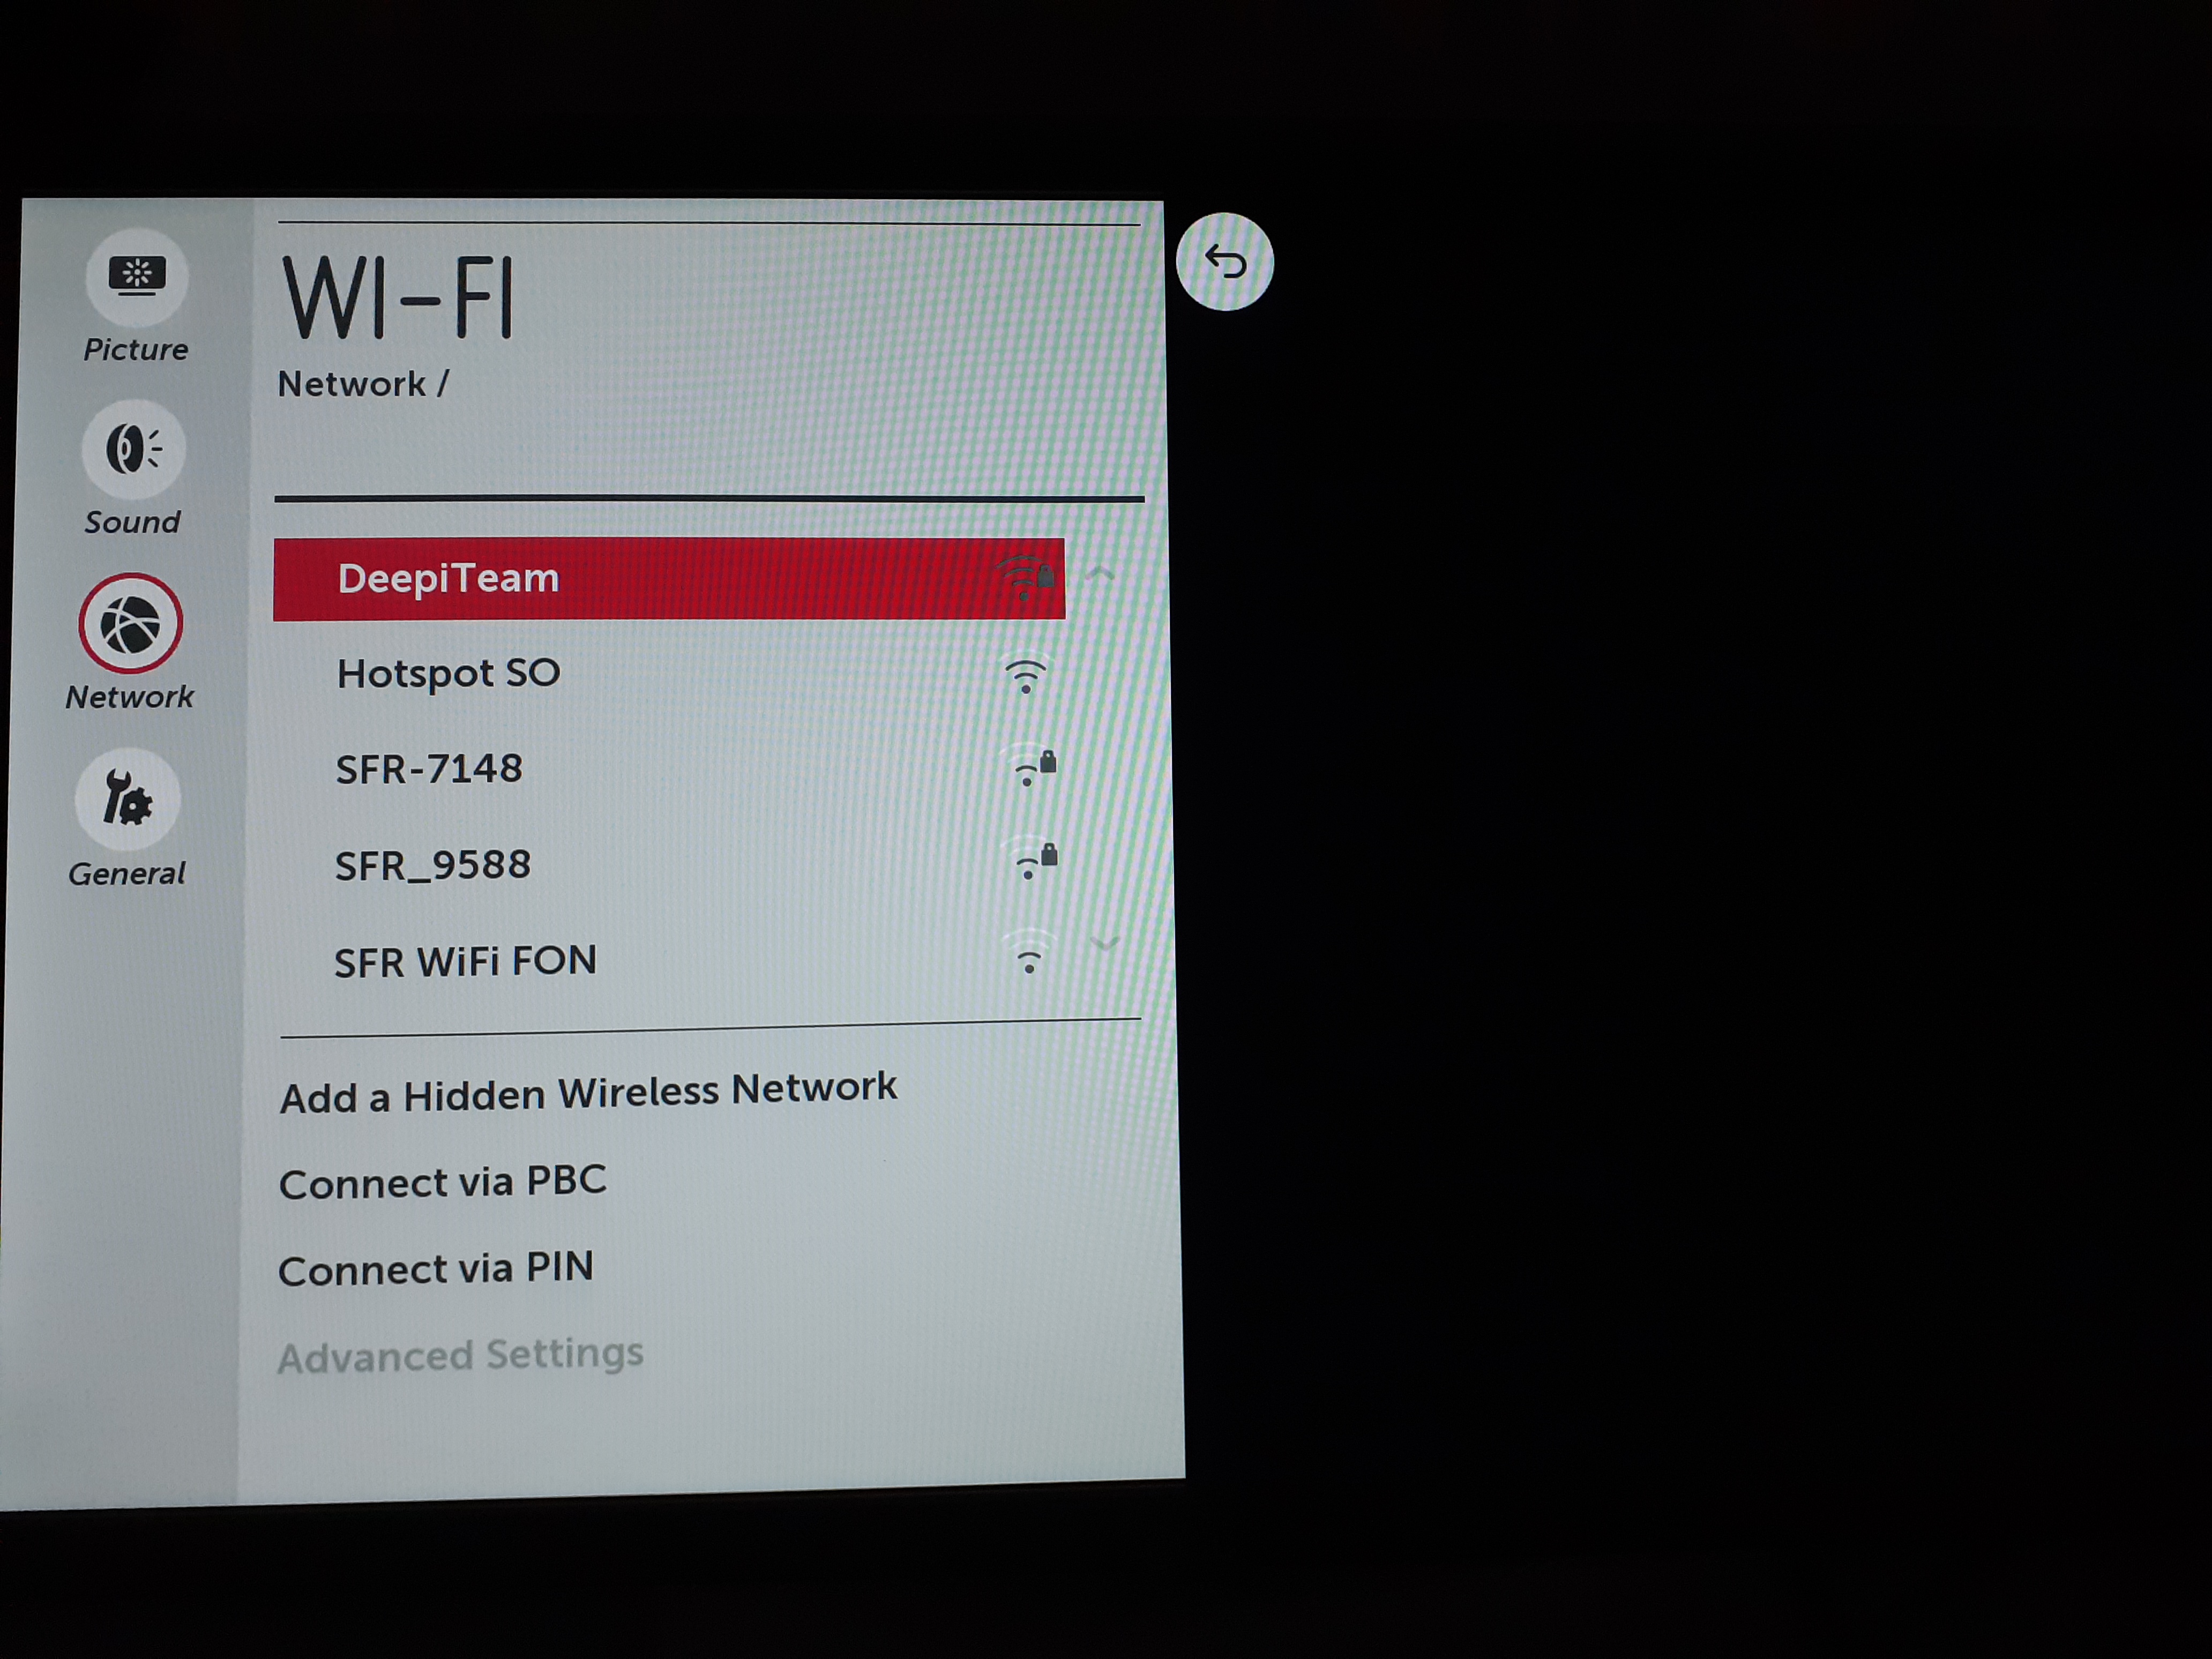 WI-FI
Network /
Picture
Sound
Network
General
DeepiTeam
Hotspot SO
SFR-7148
SFR_9588
SFR WiFi FON
Add a Hidden Wireless Network
Connect via PBC
Connect via PIN
Advanced Settings